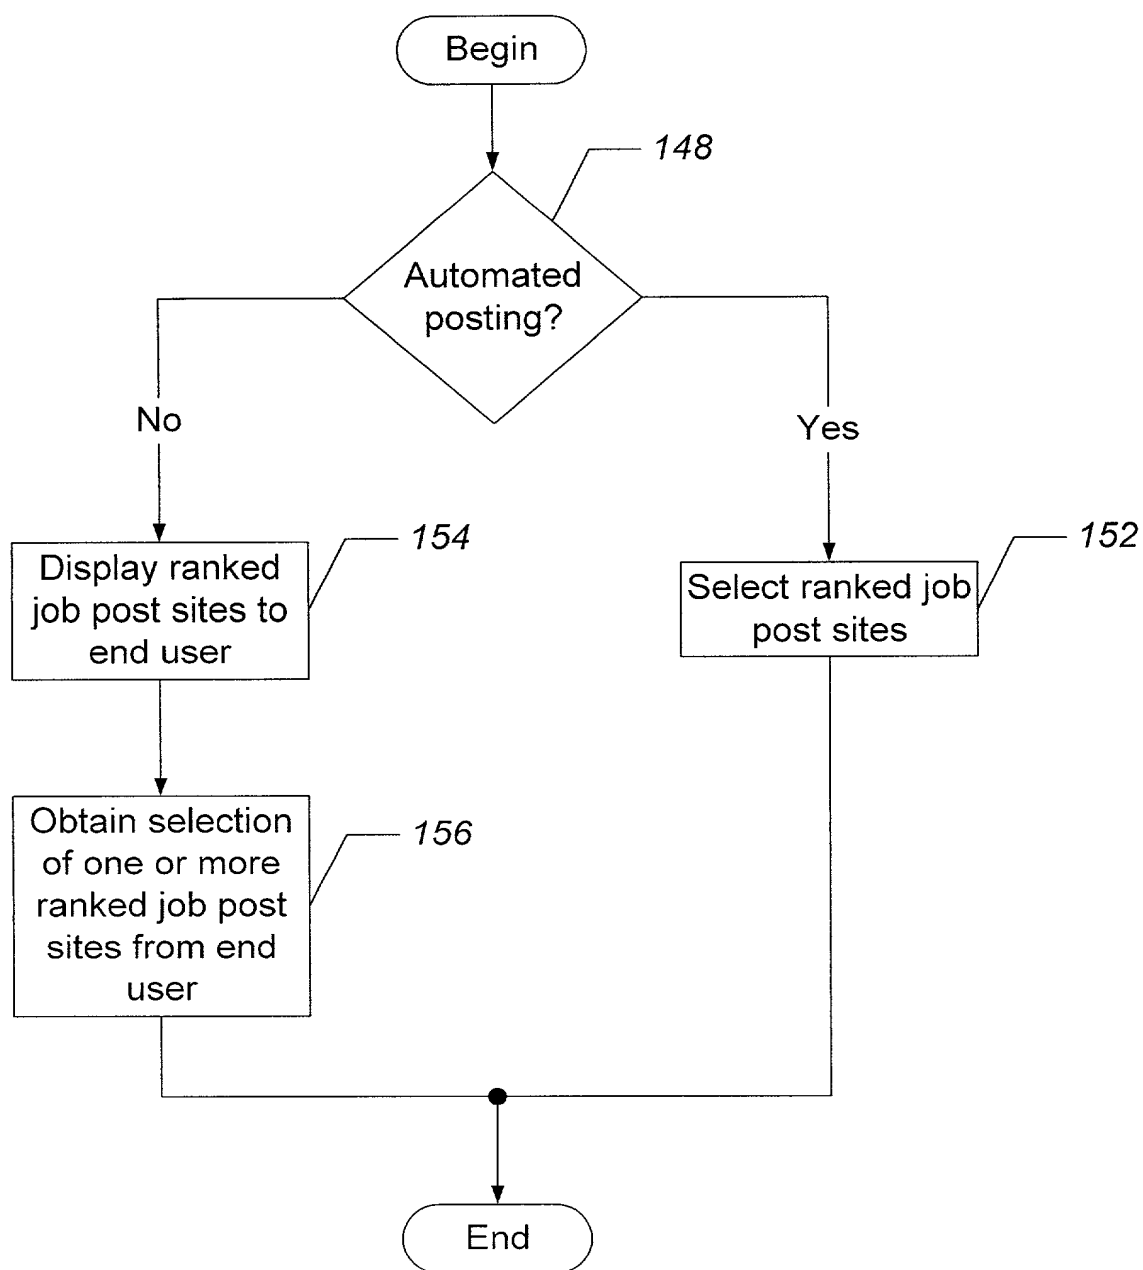 Begin
148
Automated
posting?
No
Yes
154
Display ranked
job post sites to
end user
152
Select ranked job
post sites
156
Obtain selection
of one or more
ranked job post
sites from end
user
End